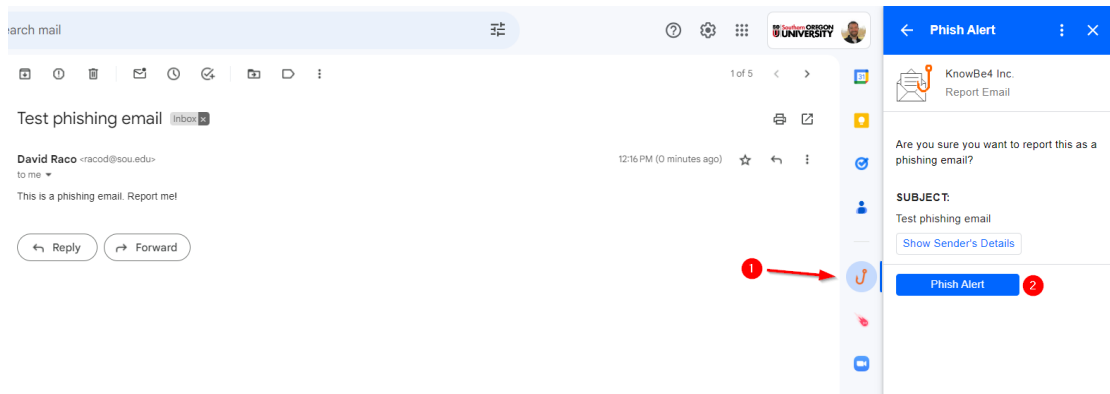 earch mail
SOU Southern OREGON
UNIVERSITY
Phish Alert
1 of 5
31
KnowBe4 Inc.
Report Email
Test phishing email Inbox x
David Raco <racod@sou.edu>
12:16 PM (0 minutes ago)
to me
This is a phishing email. Report me!
Reply
Forward
Are you sure you want to report this as a
phishing email?
SUBJECT:
Test phishing email
Show Sender's Details
1
Phish Alert
2